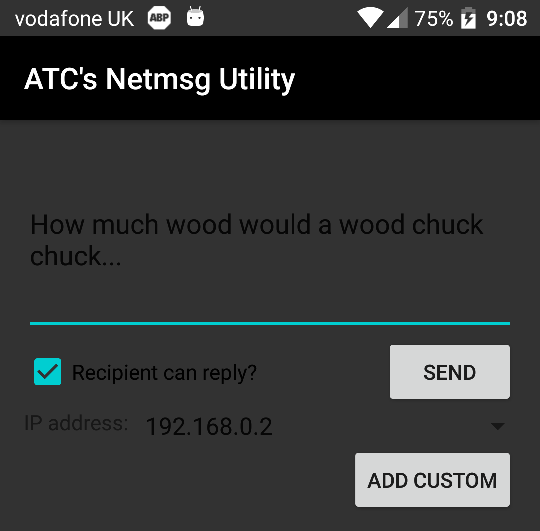 vodafone UK ABP 75% 9:08
ATC's Netmsg Utility
How much wood would a wood chuck
chuck...
Recipient can reply? SEND
IP address: 192.168.0.2
ADD CUSTOM